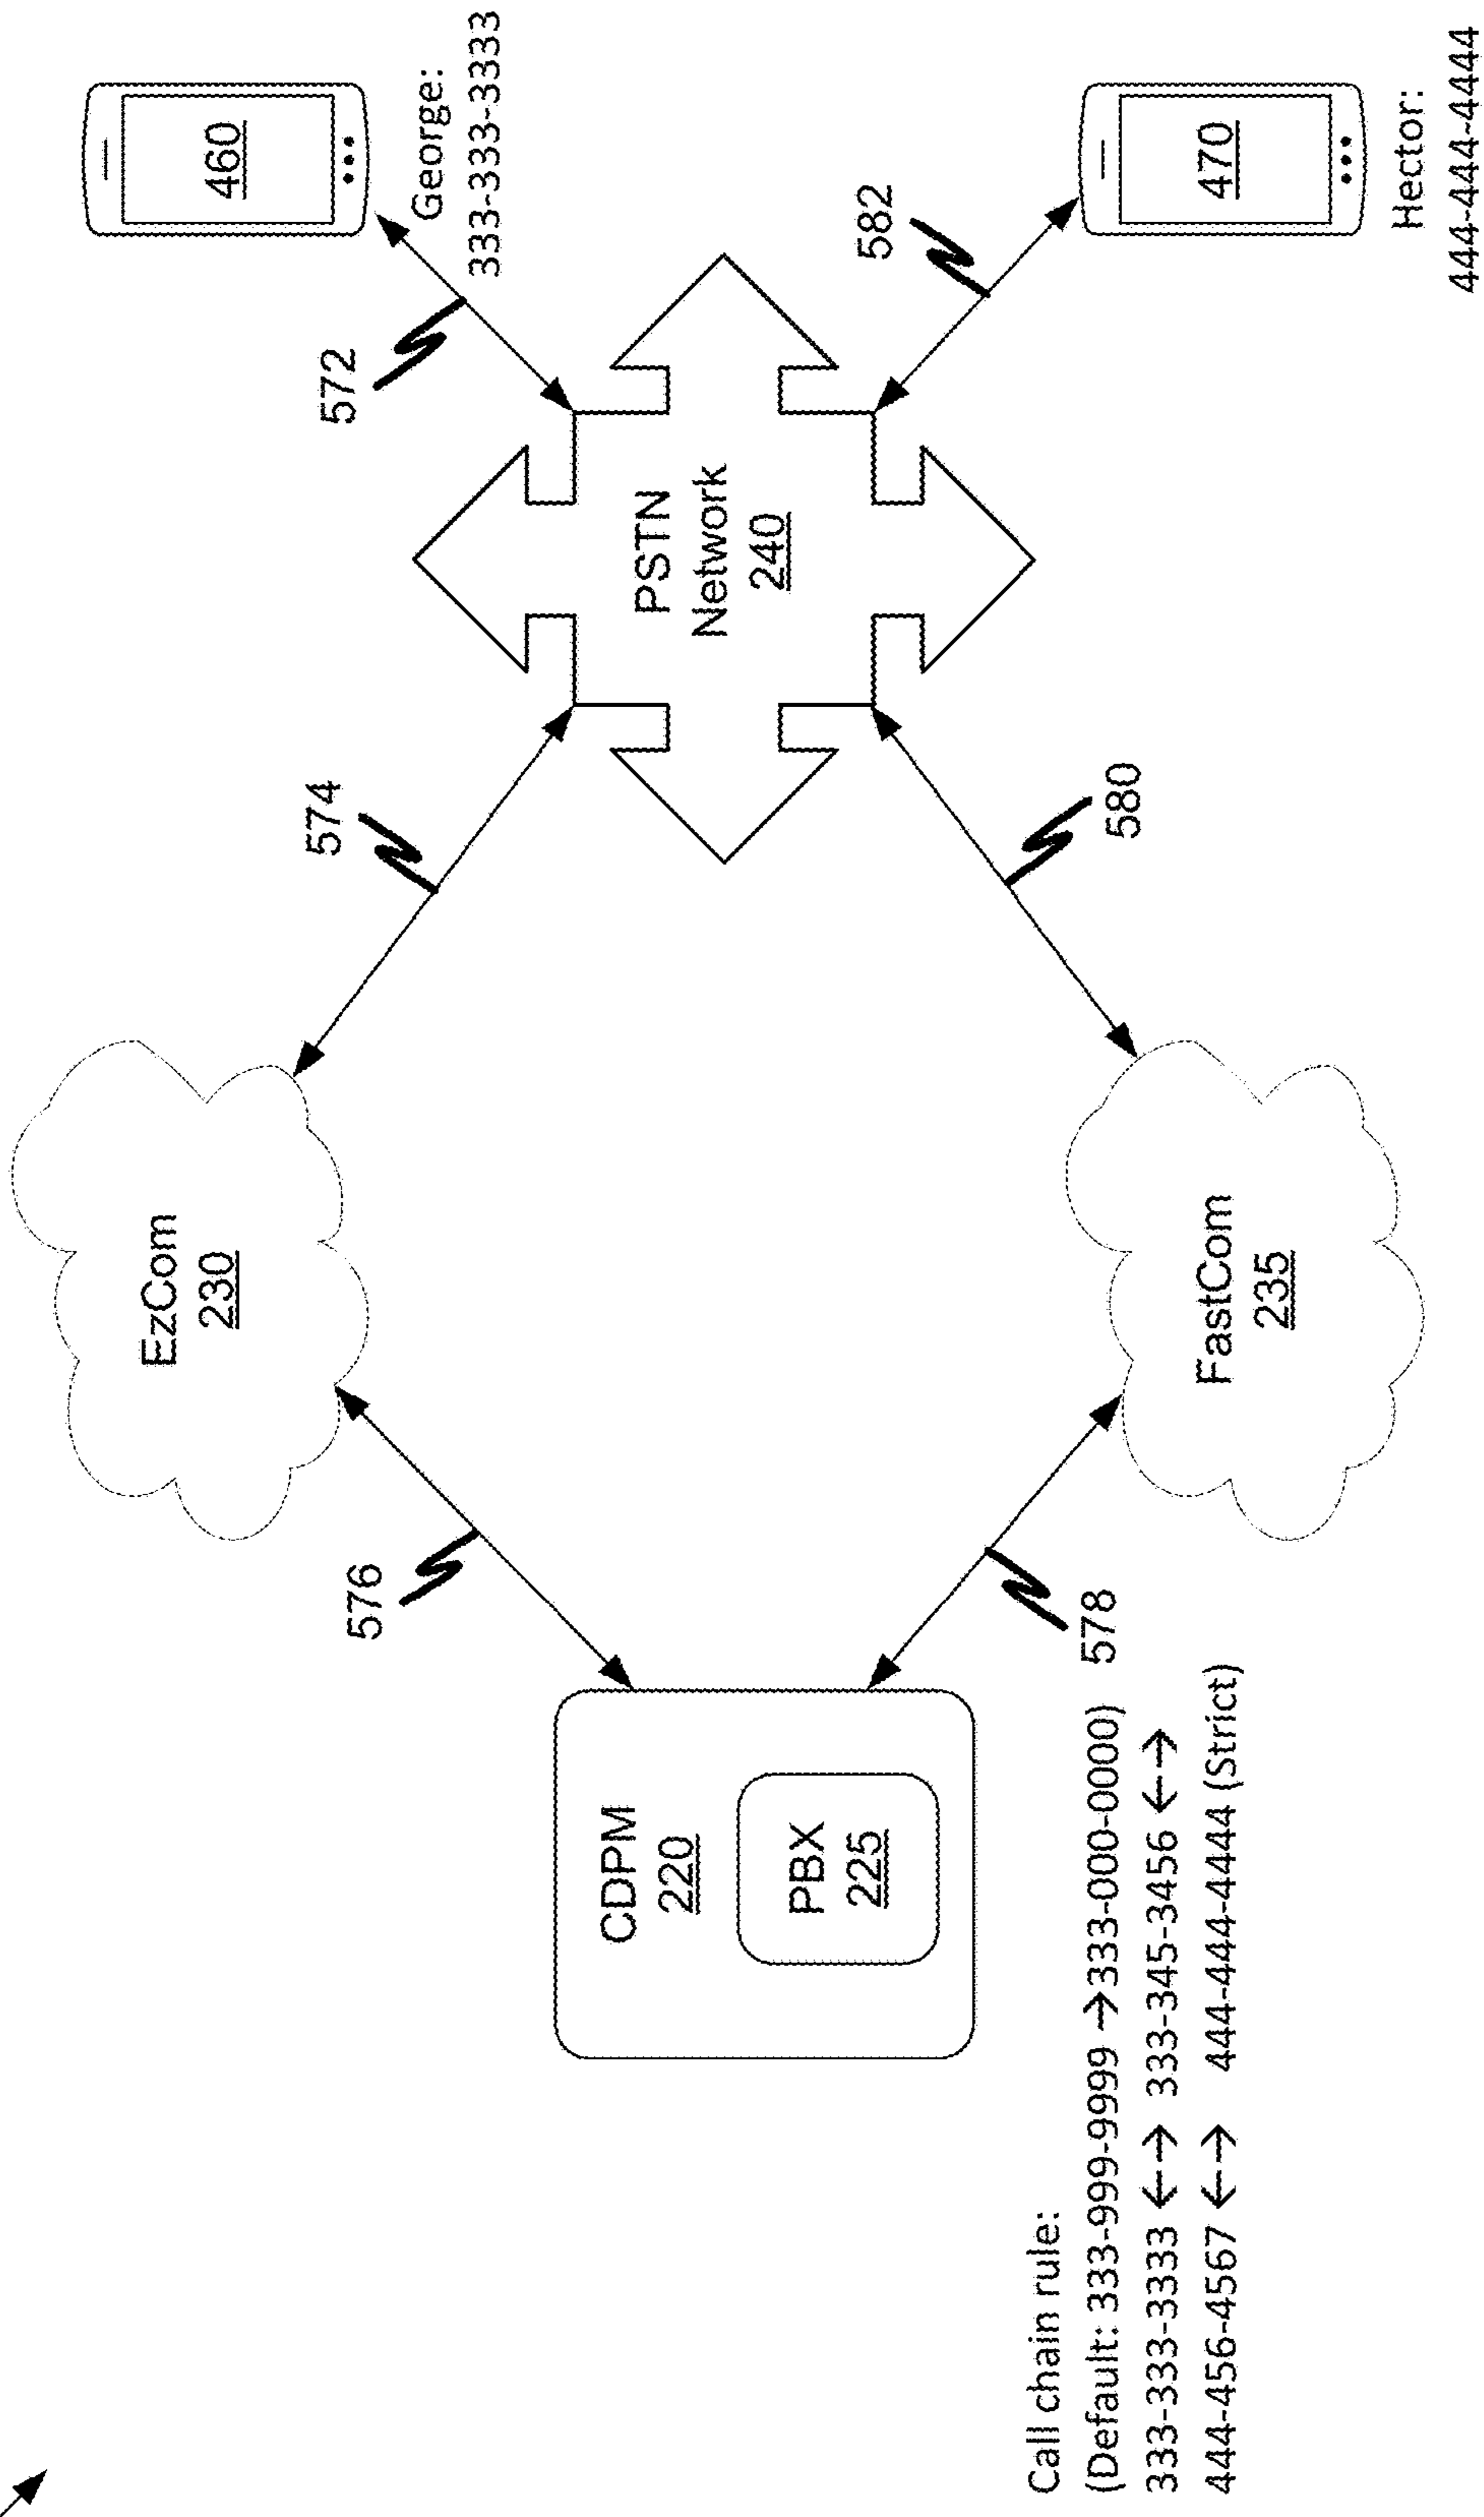 EzCom
230
574
572
460
George:
333-333-3333
576
CDPM
220
PBX
225
PSTN
Network
240
582
578
FastCom
235
580
470
Hector:
444-444-4444
Call chain rule:
(Default: 333-999-9999 →333-000-0000)
333-333-3333 ←→ 333-345-3456 ←→
444-456-4567 ←→ 444-444-4444 (Strict)